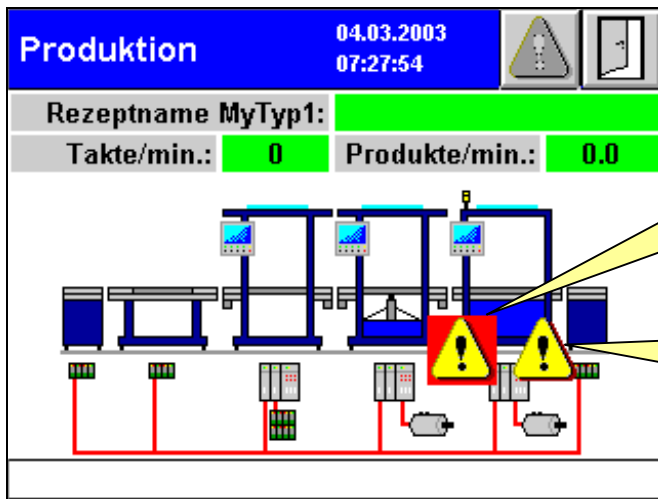 Produktion
04.03.2003
07:27:54
Rezeptname MyTyp1:
Takte/min.: 0 Produkte/min.: 0.0